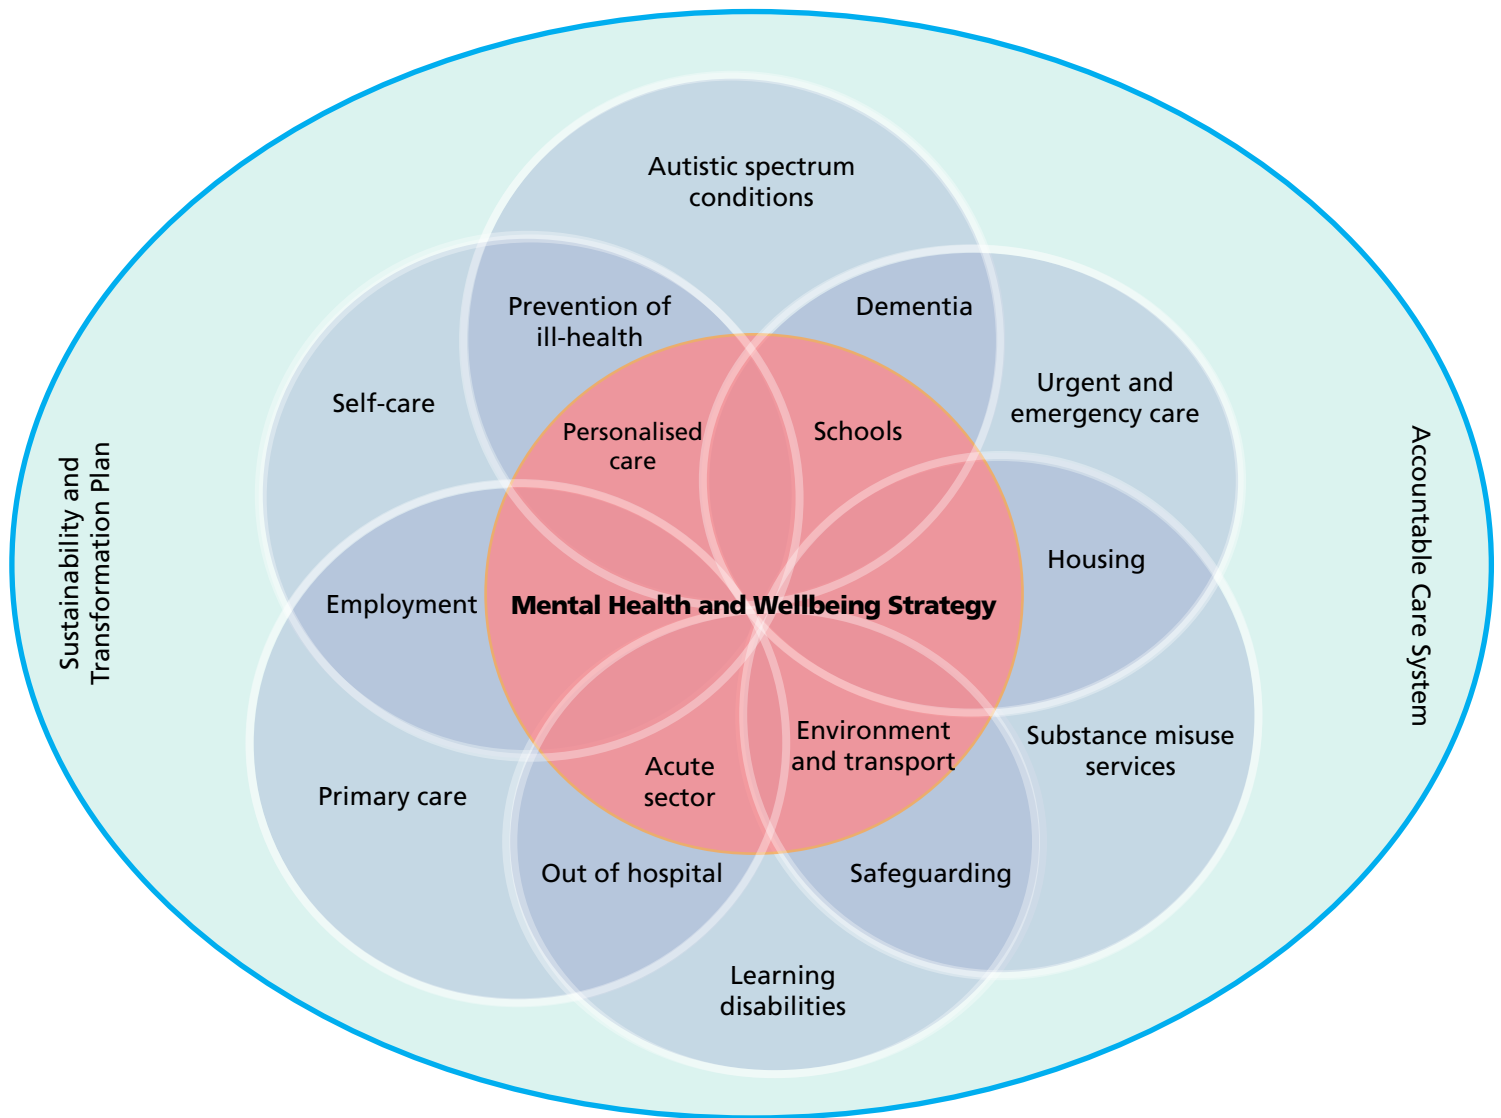 Autistic spectrum
conditions
Prevention of
ill-health
Dementia
Self-care
Urgent and
emergency care
Personalised
care
Schools
Sustainability and
Transformation Plan
Accountable Care System
Housing
Employment
Mental Health and Wellbeing Strategy
Environment
and transport
Substance misuse
services
Acute
sector
Primary care
Out of hospital
Safeguarding
Learning
disabilities